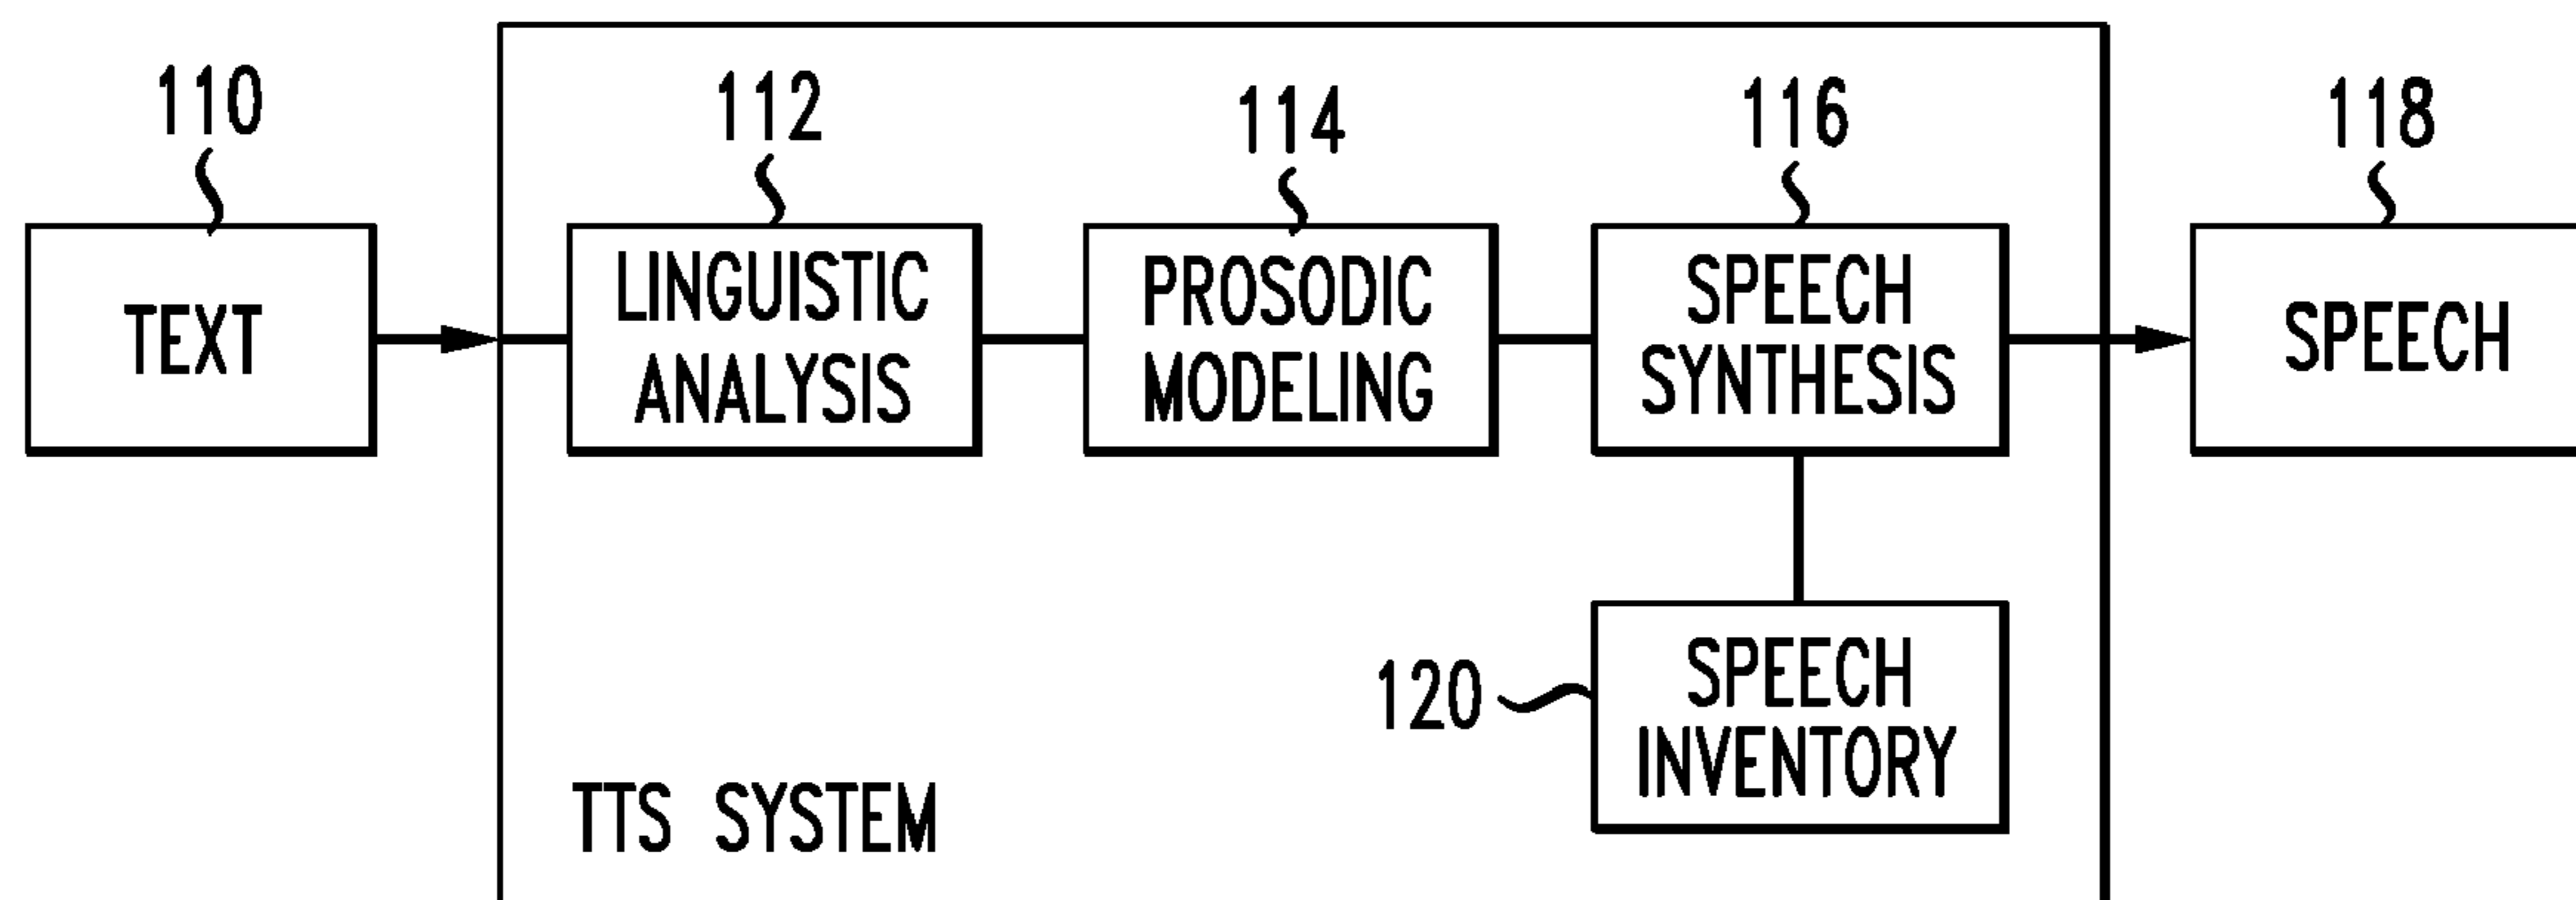 110
112
114
116
118
TEXT
LINGUISTIC
ANALYSIS
PROSODIC
MODELING
SPEECH
SYNTHESIS
SPEECH
120
SPEECH
INVENTORY
TTS SYSTEM